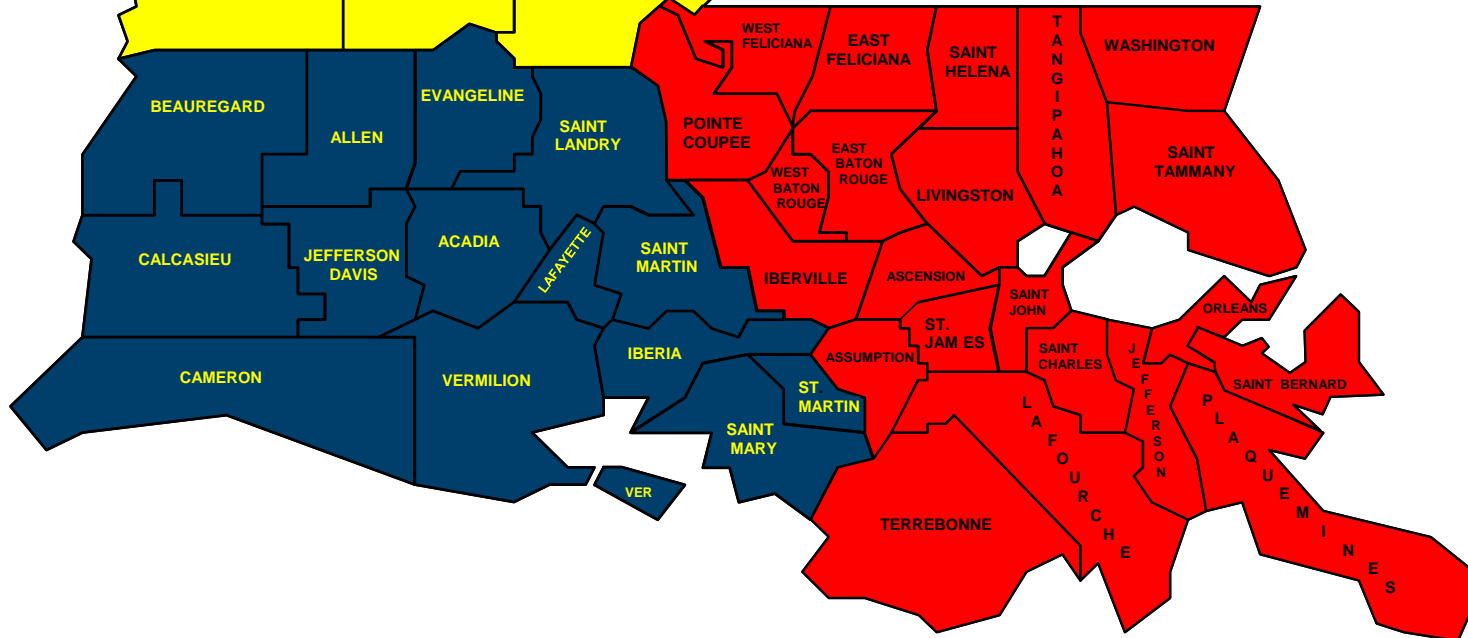 WEST
FELICIANA
EAST
FELICIANA
SAINT
HELENA
TANGIPAHOA
WASHINGTON
BEAUREGARD
ALLEN
EVANGELINE
SAINT
LANDRY
POINTE
COUPEE
WEST
BATON
ROUGE
EAST
BATON
ROUGE
LIVINGSTON
SAINT
TAMMANY
CALCASIEU
JEFFERSON
DAVIS
ACADIA
LAFAYETTE
SAINT
MARTIN
IBERVILLE
ASCENSION
SAINT
JOHN
ORLEANS
CAMERON
VERMILION
IBERIA
ST.
MARTIN
ASSUMPTION
ST.
JAM ES
SAINT
CHARLES
JEFFERSON
SAINT BERNARD
SAINT
MARY
VER
TERREBONNE
LAFOURCHE
PLAQUEMINES